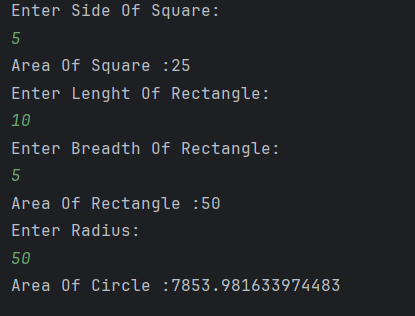 Enter Side Of Square:
5
Area Of Square :25
Enter Lenght Of Rectangle:
10
Enter Breadth Of Rectangle:
5
Area Of Rectangle :50
Enter Radius:
50
Area Of Circle :7853.981633974483